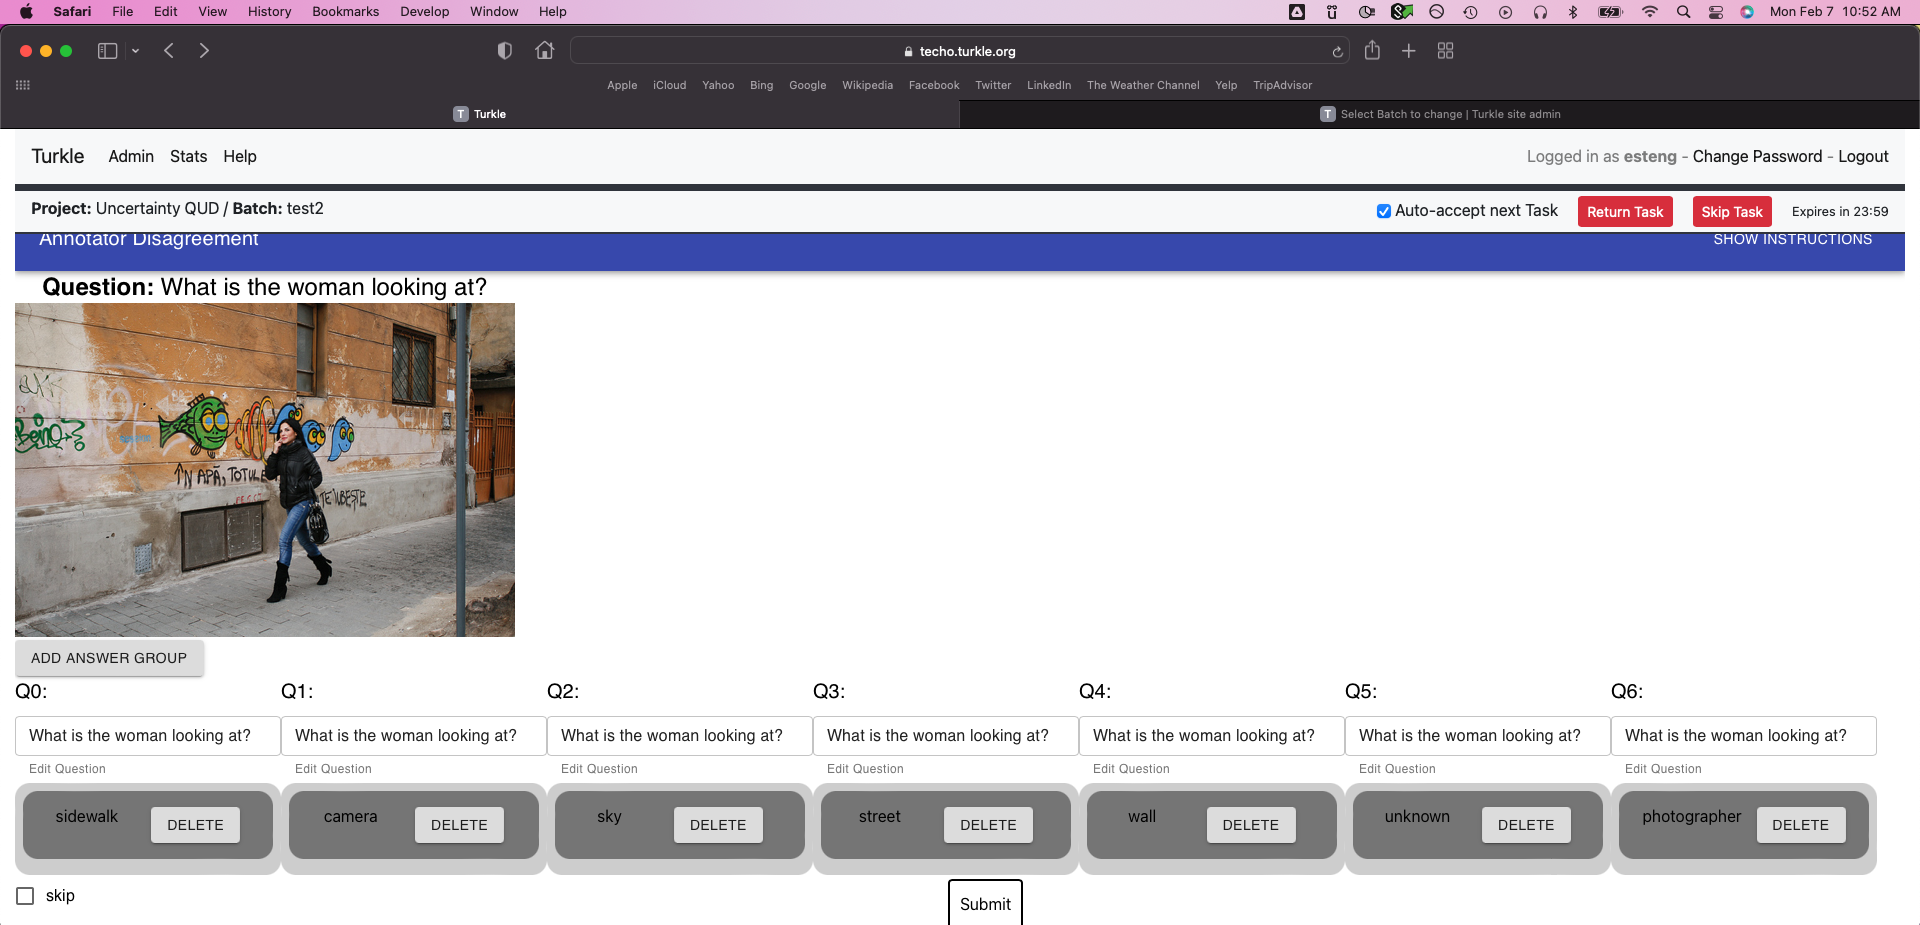 Safari File Edit View History Bookmarks Develop Window Help Mon Feb 7 10:52 AM
techo.turkle.org
Apple iCloud Yahoo Bing Google Wikipedia Facebook Twitter LinkedIn The Weather Channel Yelp TripAdvisor
T Turkle T Select Batch to change | Turkle site admin
Turkle Admin Stats Help Logged in as esteng - Change Password - Logout
Project: Uncertainty QUD / Batch: test2 Auto-accept next Task Return Task Skip Task Expires in 23:59
Annotator Disagreement SHOW INSTRUCTIONS
Question: What is the woman looking at?
Beno
ÎN APĂ, TOTUL
TE IUBEȘTE
ADD ANSWER GROUP
Q0: Q1: Q2: Q3: Q4: Q5: Q6:
What is the woman looking at? What is the woman looking at? What is the woman looking at? What is the woman looking at? What is the woman looking at? What is the woman looking at? What is the woman looking at?
Edit Question Edit Question Edit Question Edit Question Edit Question Edit Question Edit Question
sidewalk DELETE camera DELETE sky DELETE street DELETE wall DELETE unknown DELETE photographer DELETE
skip Submit